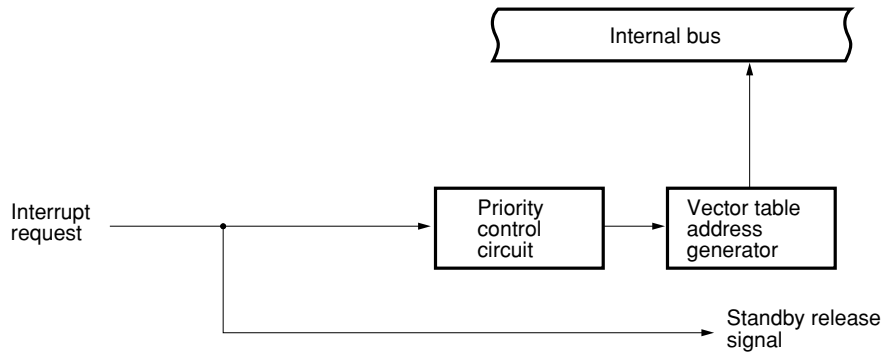 Internal bus
Interrupt
request
Priority
control
circuit
Vector table
address
generator
Standby release
signal